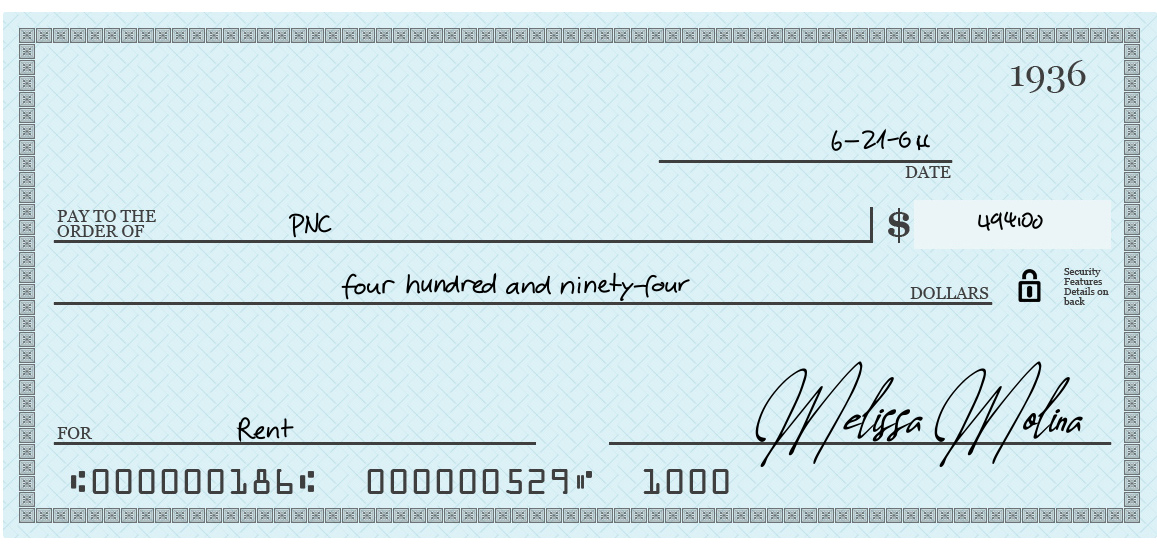 1936
6-21-64
DATE
PAY TO THE
ORDER OF PNC $ 494.00
four hundred and ninety-four DOLLARS
Security
Features
Details on
back
FOR Rent Melissa Molina
⑆000000186⑆ 000000529⑈ 1000